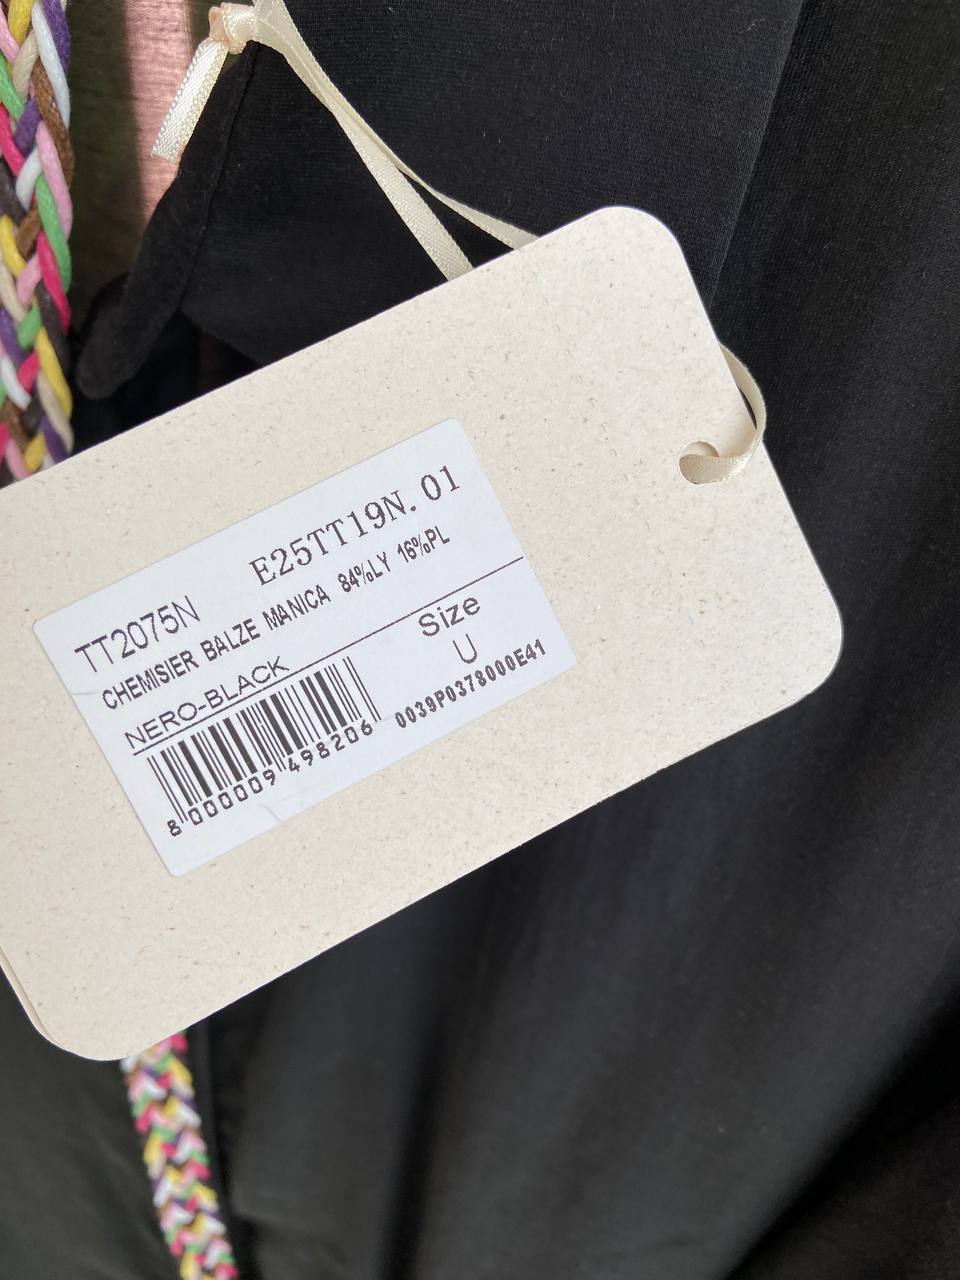 TT2075N E25TT19N. 01
CHEMISIER BALZE MANICA 84%LY 16%PL
NERO-BLACK Size
U
8 000009 498206 0039P0378000E41